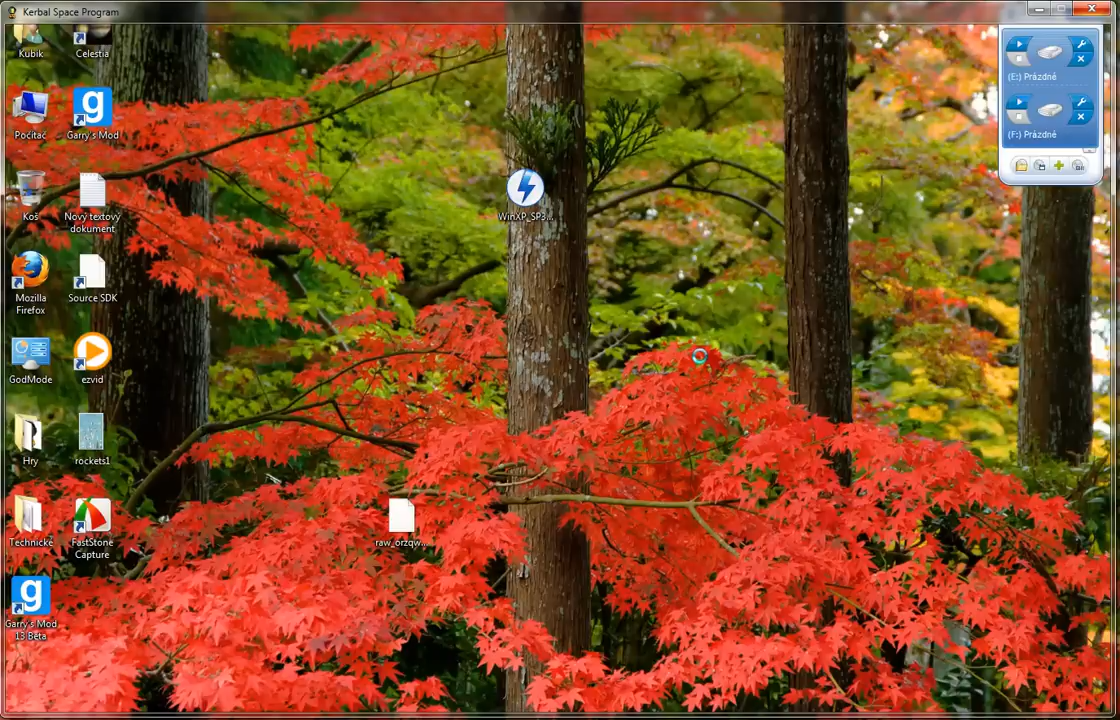 Kerbal Space Program
Kubik
Celestia
Počítač
Garry's Mod
Koš
Nový textový
dokument
Mozilla
Firefox
Source SDK
GodMode
ezvid
Hry
rockets1
Technické
FastStone
Capture
Garry's Mod
13 Beta
WinXP_SP3...
raw_orzqw...
(E:) Prázdné
(F:) Prázdné